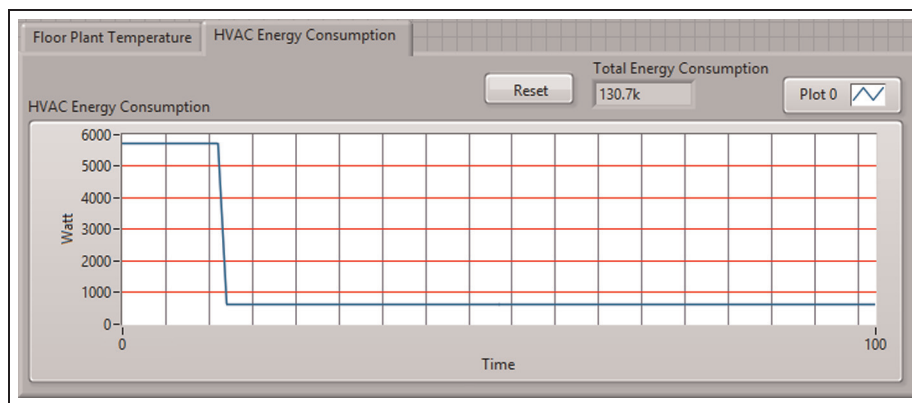 Floor Plant Temperature
HVAC Energy Consumption
Total Energy Consumption
Reset
130.7k
Plot 0
HVAC Energy Consumption
6000
5000
4000
3000
2000
1000
0
Watt
0
100
Time